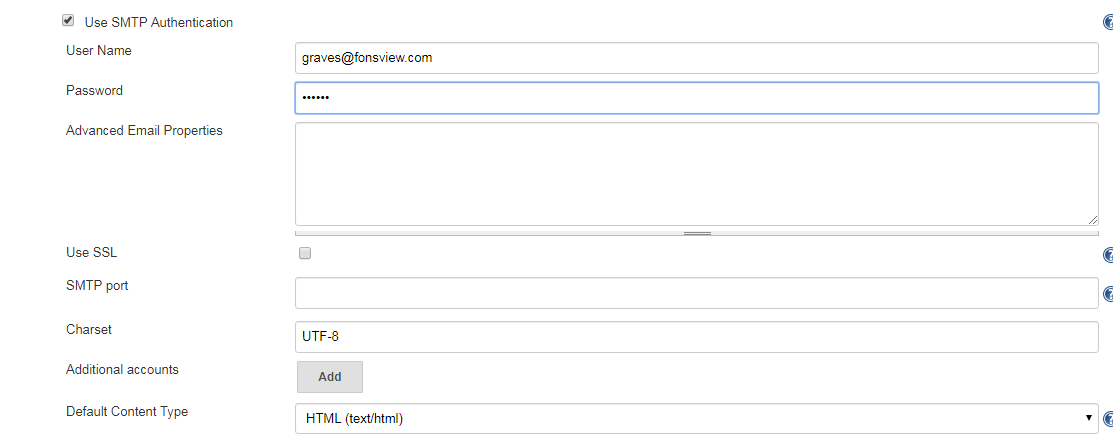 Use SMTP Authentication
User Name
graves@fonsview.com
Password
••••••
Advanced Email Properties
Use SSL
SMTP port
Charset
UTF-8
Additional accounts
Add
Default Content Type
HTML (text/html)